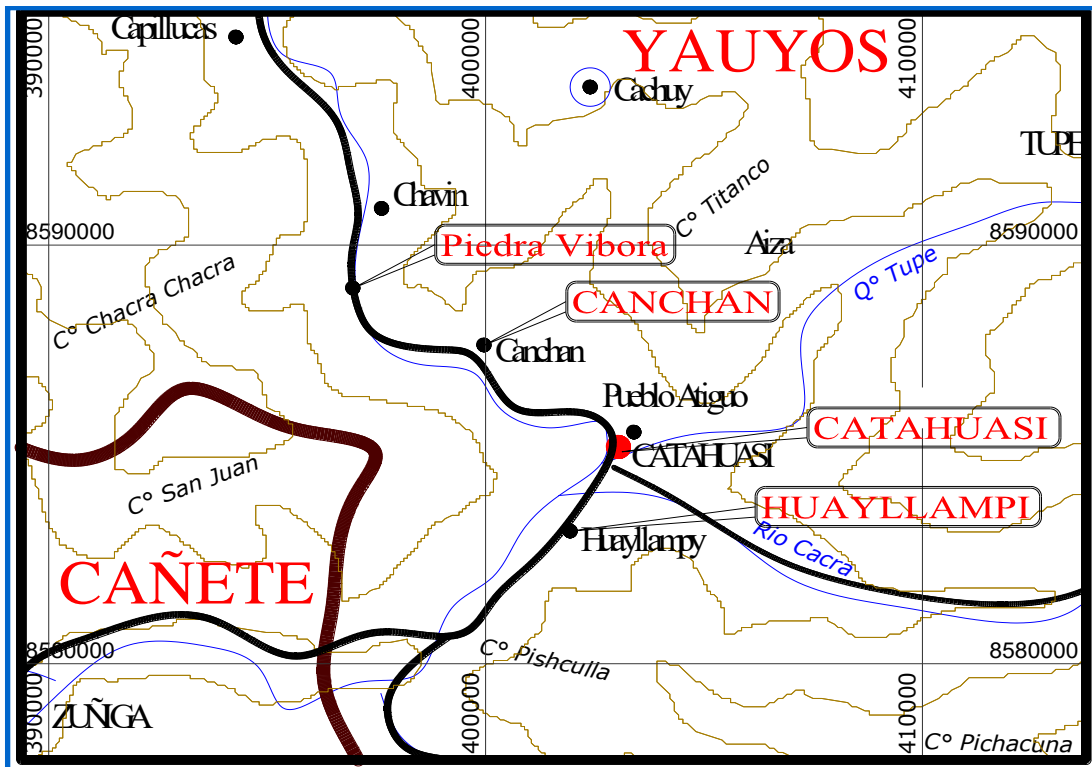 Capillucas
390000
400000
YAUYOS
410000
Cachuy
TUPE
Chavin
C° Titanco
8590000
Piedra Vibora
Aiza
8590000
C° Chacra Chacra
Q° Tupe
CANCHAN
Canchan
Pueblo Atiguo
CATAHUASI
CATAHUASI
C° San Juan
HUAYLLAMPI
Huayllampy
Rio Cacra
CAÑETE
8580000
C° Pishculla
8580000
390000
ZUÑIGA
400000
410000
C° Pichacuna